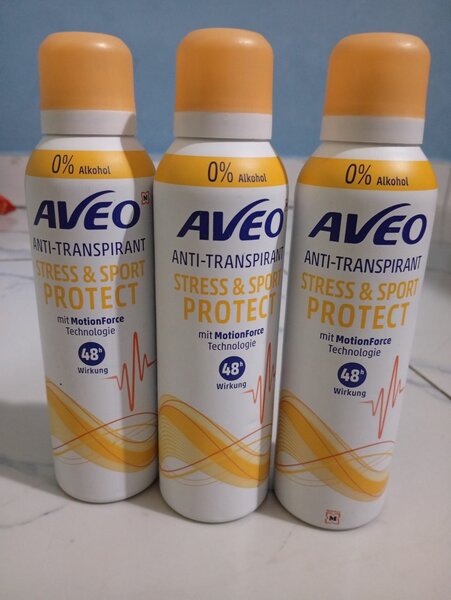 0% Alkohol
AVEO
ANTI-TRANSPIRANT
STRESS & SPORT
PROTECT
mit MotionForce
Technologie
48h
Wirkung
0% Alkohol
AVEO
ANTI-TRANSPIRANT
STRESS & SPORT
PROTECT
mit MotionForce
Technologie
48h
Wirkung
0% Alkohol
AVEO
ANTI-TRANSPIRANT
STRESS & SPORT
PROTECT
mit MotionForce
Technologie
48h
Wirkung
M